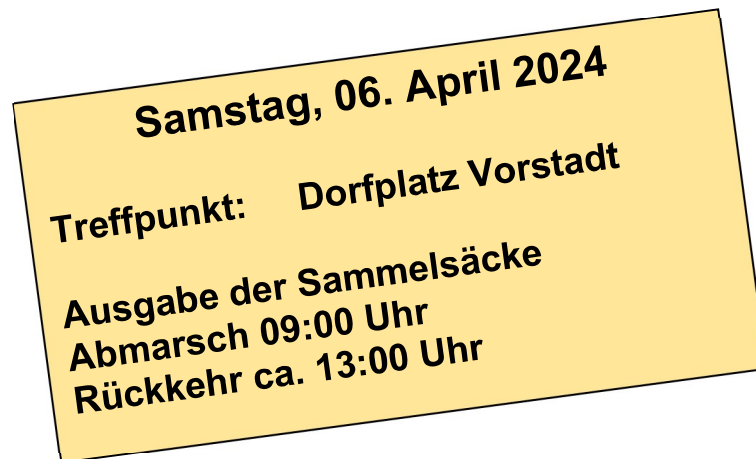 Samstag, 06. April 2024
Treffpunkt: Dorfplatz Vorstadt
Ausgabe der Sammelsäcke
Abmarsch 09:00 Uhr
Rückkehr ca. 13:00 Uhr